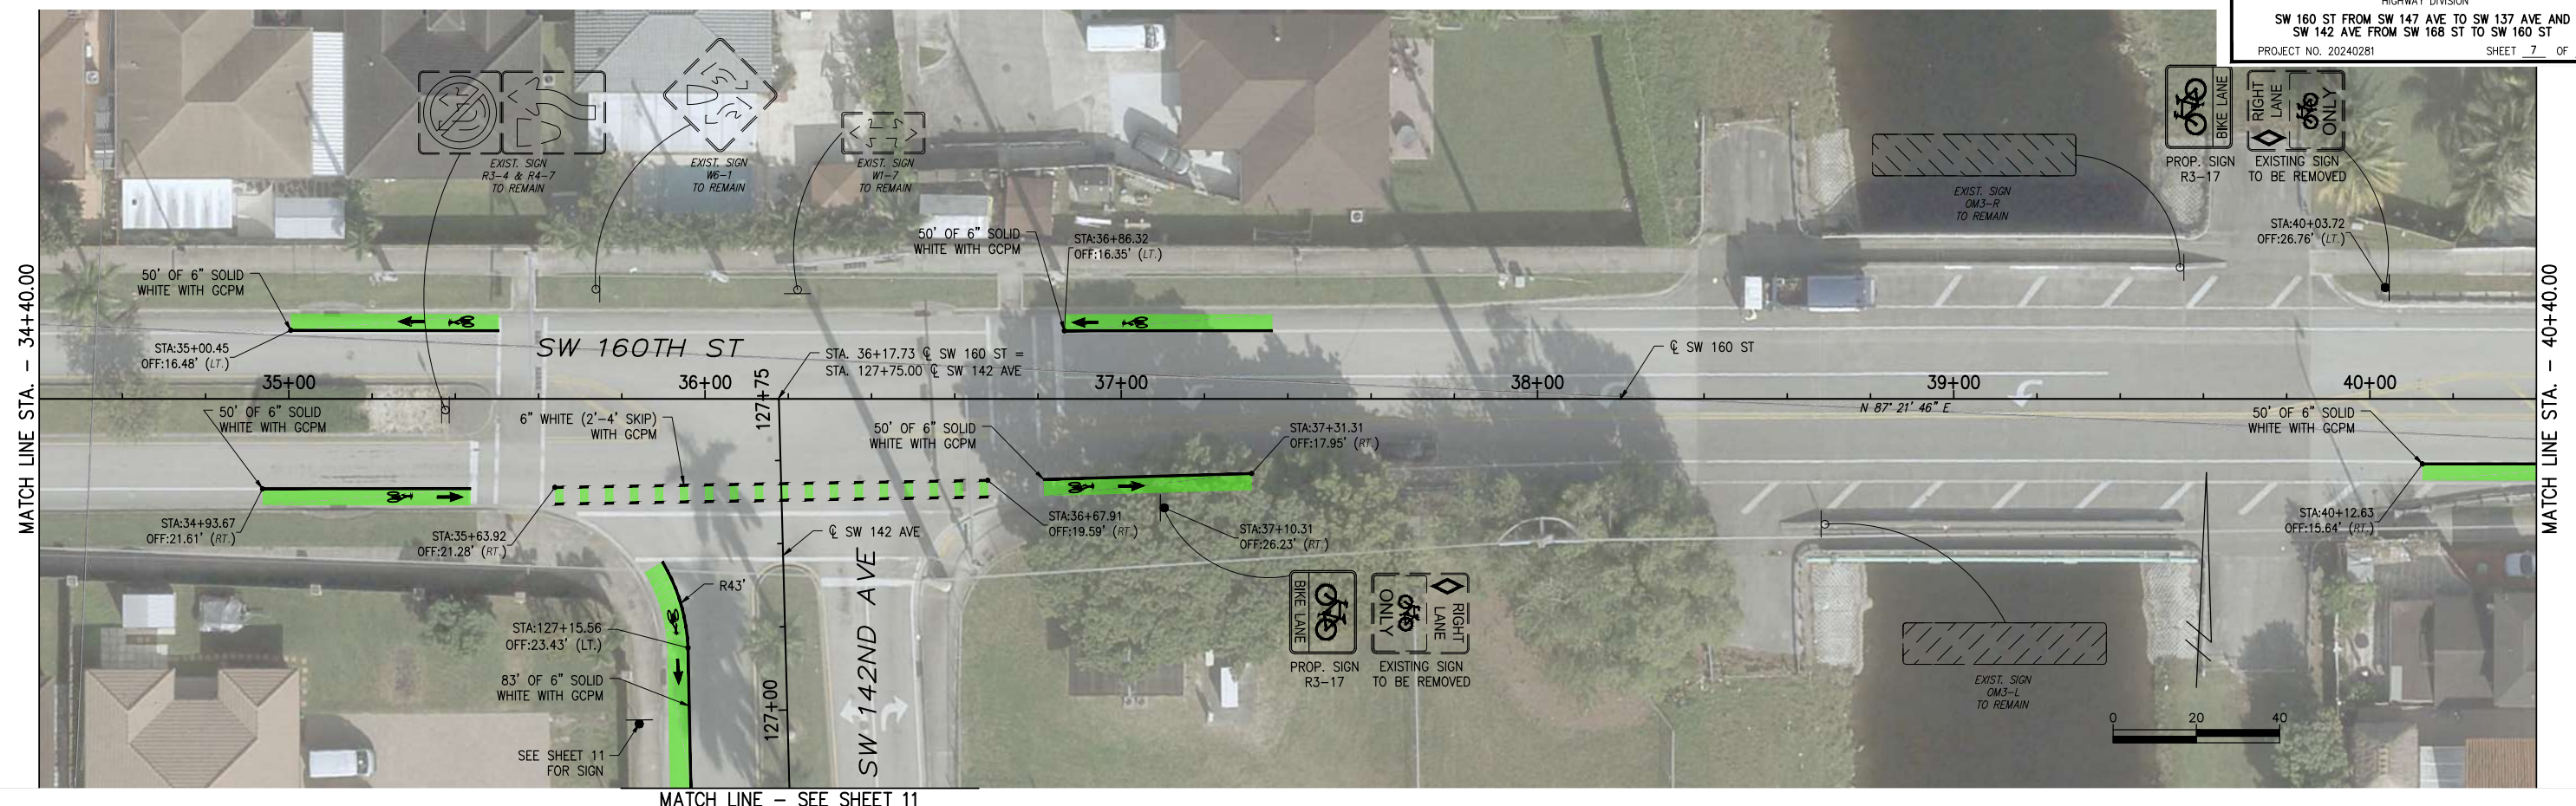 HIGHWAY DIVISION
SW 160 ST FROM SW 147 AVE TO SW 137 AVE AND
SW 142 AVE FROM SW 168 ST TO SW 160 ST
PROJECT NO. 20240281
SHEET 7 OF
MATCH LINE STA. – 34+40.00
EXIST. SIGN
R3-4 & R4-7
TO REMAIN
EXIST. SIGN
W6-1
TO REMAIN
EXIST. SIGN
W1-7
TO REMAIN
EXIST. SIGN
OM3-R
TO REMAIN
BIKE LANE
PROP. SIGN
R3-17
RIGHT
LANE
ONLY
EXISTING SIGN
TO BE REMOVED
STA:40+03.72
OFF:26.76' (LT.)
50' OF 6" SOLID
WHITE WITH GCPM
STA:35+00.45
OFF:16.48' (LT.)
50' OF 6" SOLID
WHITE WITH GCPM
STA:36+86.32
OFF:16.35' (LT.)
SW 160TH ST
STA. 36+17.73 ℄ SW 160 ST =
STA. 127+75.00 ℄ SW 142 AVE
℄ SW 160 ST
35+00
36+00
127+75
37+00
38+00
39+00
40+00
N 87° 21' 46" E
50' OF 6" SOLID
WHITE WITH GCPM
6" WHITE (2'-4' SKIP)
WITH GCPM
50' OF 6" SOLID
WHITE WITH GCPM
STA:37+31.31
OFF:17.95' (RT.)
50' OF 6" SOLID
WHITE WITH GCPM
STA:34+93.67
OFF:21.61' (RT.)
STA:35+63.92
OFF:21.28' (RT.)
℄ SW 142 AVE
STA:36+67.91
OFF:19.59' (RT.)
STA:37+10.31
OFF:26.23' (RT.)
STA:40+12.63
OFF:15.64' (RT.)
R43'
STA:127+15.56
OFF:23.43' (LT.)
83' OF 6" SOLID
WHITE WITH GCPM
SEE SHEET 11
FOR SIGN
127+00
SW 142ND AVE
BIKE LANE
PROP. SIGN
R3-17
ONLY
RIGHT
LANE
EXISTING SIGN
TO BE REMOVED
EXIST. SIGN
OM3-L
TO REMAIN
N
0 20 40
MATCH LINE STA. – 40+40.00
MATCH LINE – SEE SHEET 11